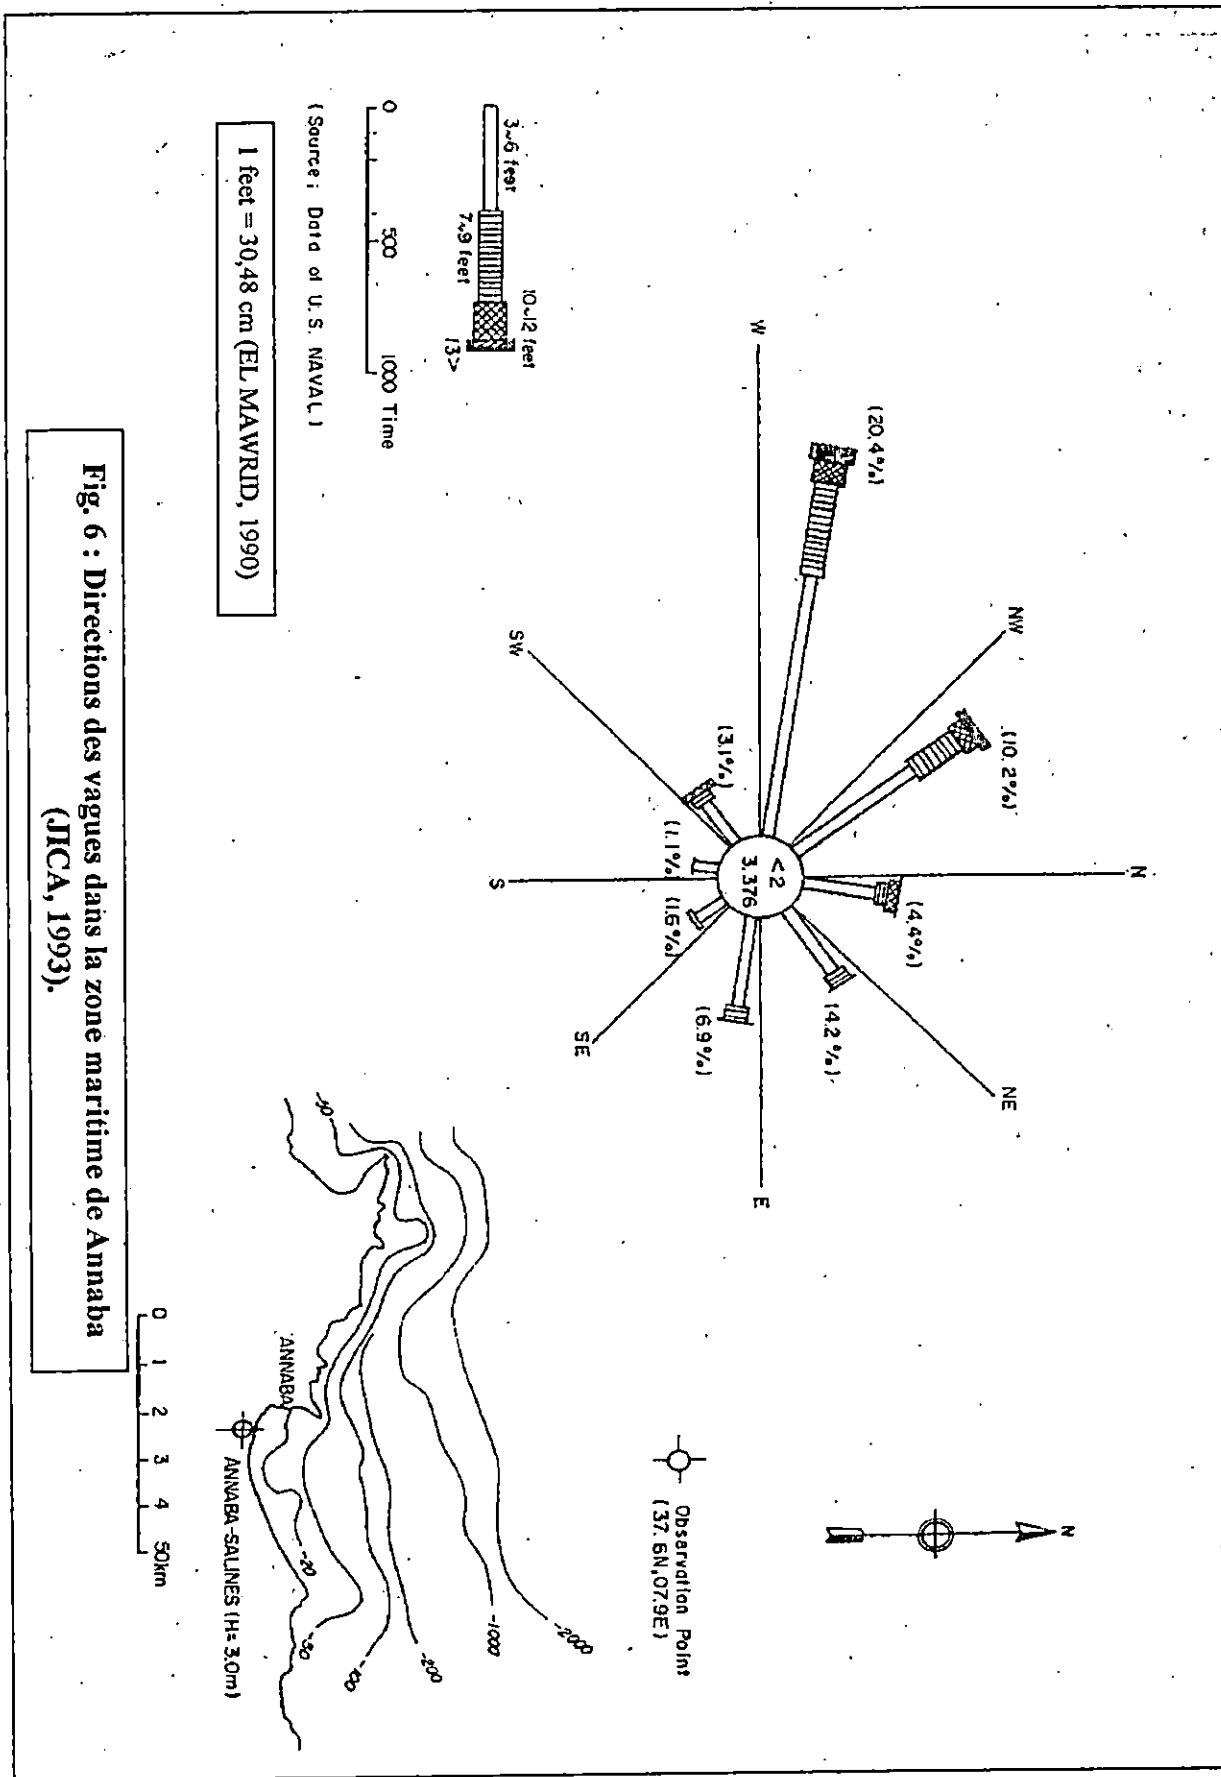 N
NW
NE
W
E
SW
SE
S
(20,4%)
(10,2%)
(4,4%)
(4.2%)
(6.9%)
(1.6%)
(1.1%)
(3.1%)
<2
3.376
N
Observation Point
(37.6N,07.9E)
3~6 feet
7~9 feet
10~12 feet
13>
0 500 1000 Time
(Source; Data of U.S. NAVAL)
1 feet = 30,48 cm (EL MAWRID, 1990)
-50
-2000
-1000
-200
-20
ANNABA
ANNABA-SALINES (H= 3.0m)
0 1 2 3 4 50km
Fig. 6 : Directions des vagues dans la zone maritime de Annaba
(JICA, 1993).